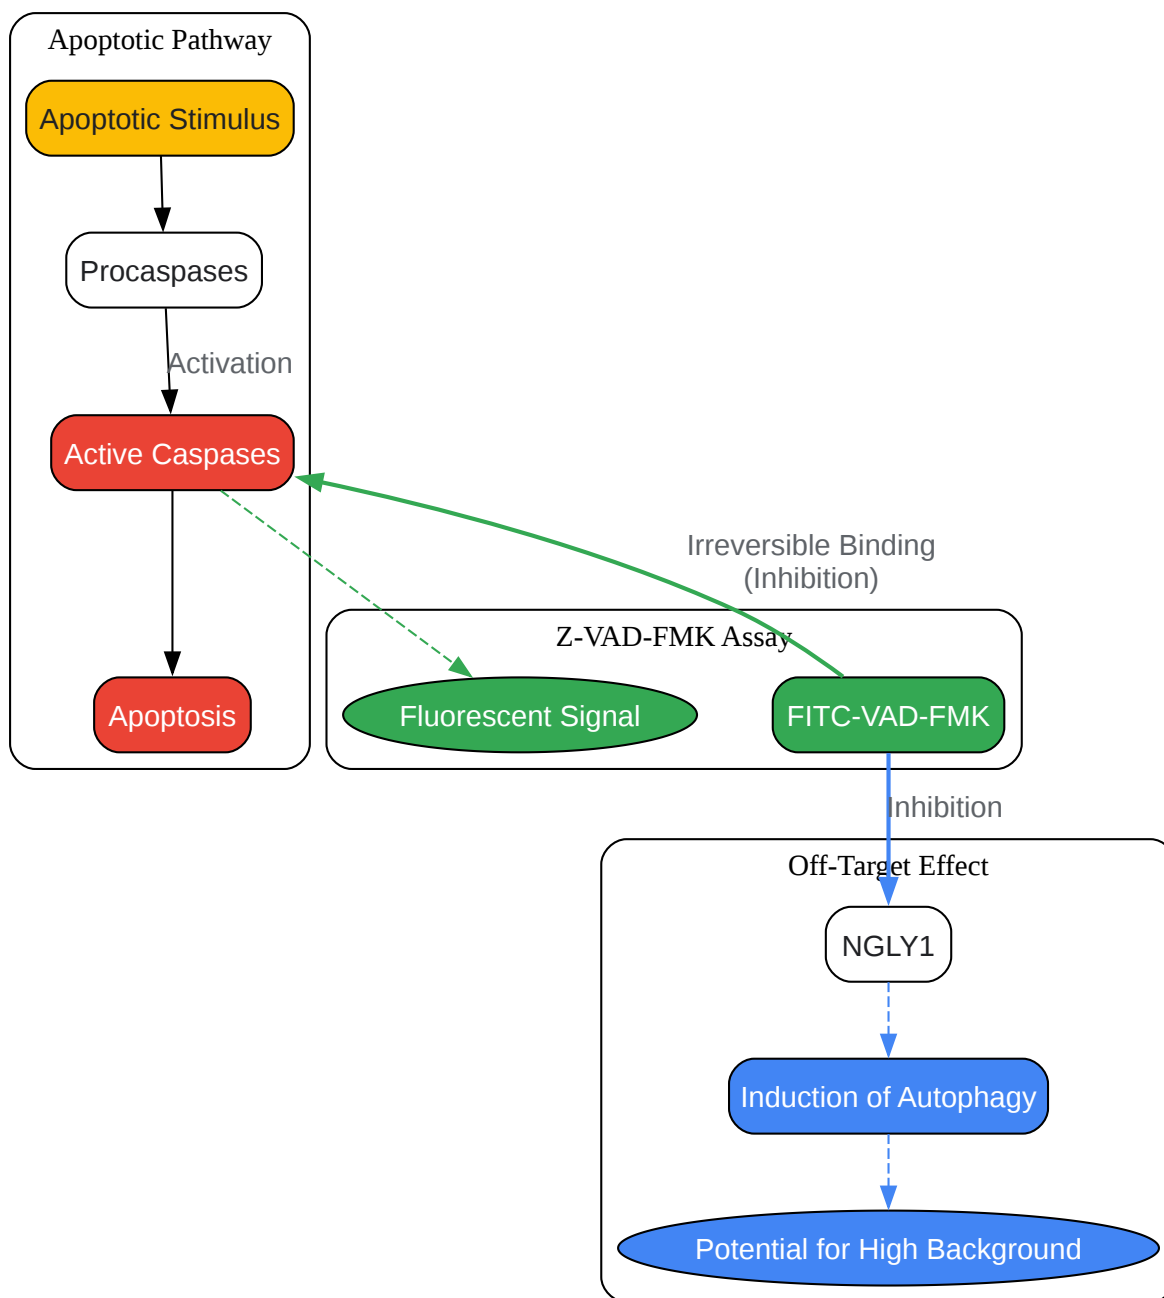 Apoptotic Pathway
Apoptotic Stimulus
Procaspases
Activation
Active Caspases
Irreversible Binding
(Inhibition)
Z-VAD-FMK Assay
Apoptosis
Fluorescent Signal
FITC-VAD-FMK
Inhibition
Off-Target Effect
NGLY1
Induction of Autophagy
Potential for High Background